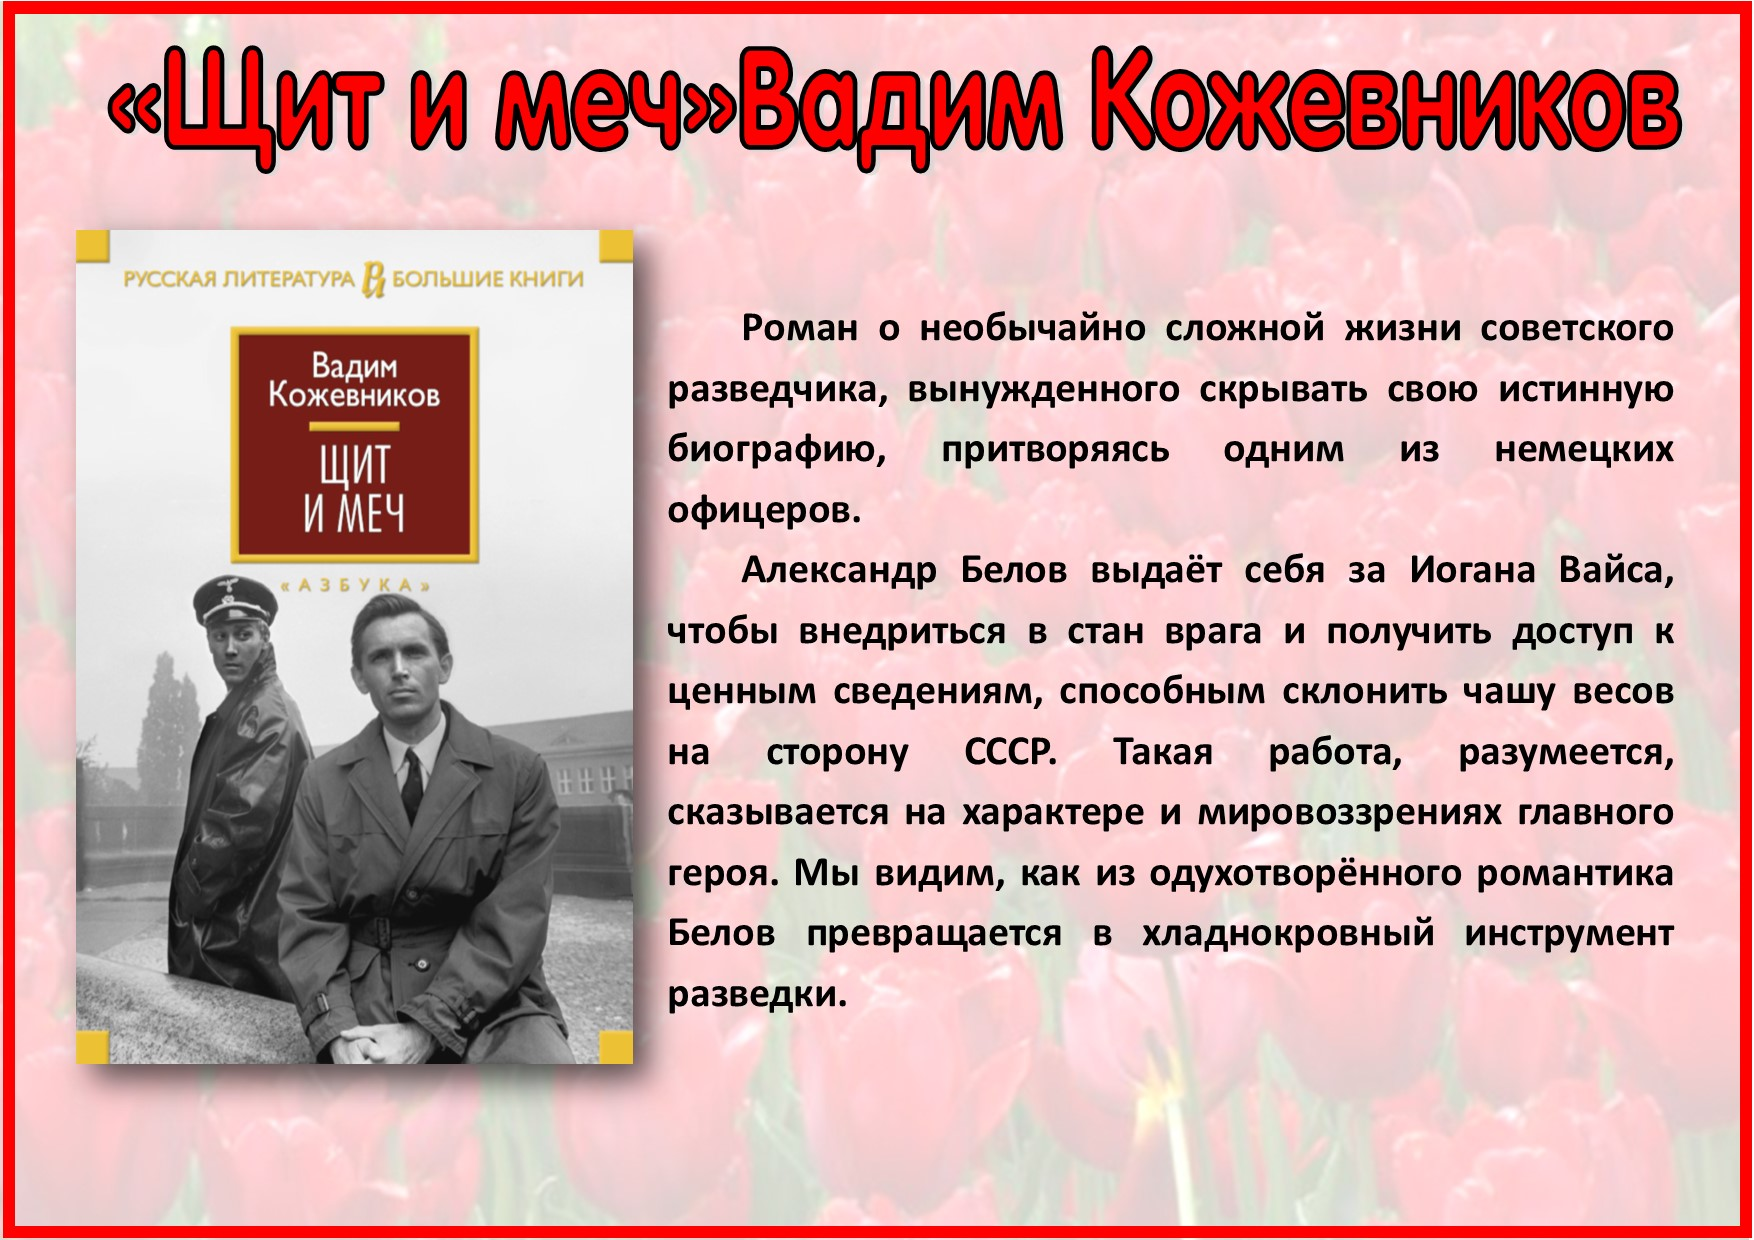 «Щит и меч»Вадим Кожевников
РУССКАЯ ЛИТЕРАТУРА БОЛЬШИЕ КНИГИ
Вадим
Кожевников
ЩИТ
И МЕЧ
«АЗБУКА»
Роман о необычайно сложной жизни советского
разведчика, вынужденного скрывать свою истинную
биографию, притворяясь одним из немецких
офицеров.
Александр Белов выдаёт себя за Иогана Вайса,
чтобы внедриться в стан врага и получить доступ к
ценным сведениям, способным склонить чашу весов
на сторону СССР. Такая работа, разумеется,
сказывается на характере и мировоззрениях главного
героя. Мы видим, как из одухотворённого романтика
Белов превращается в хладнокровный инструмент
разведки.